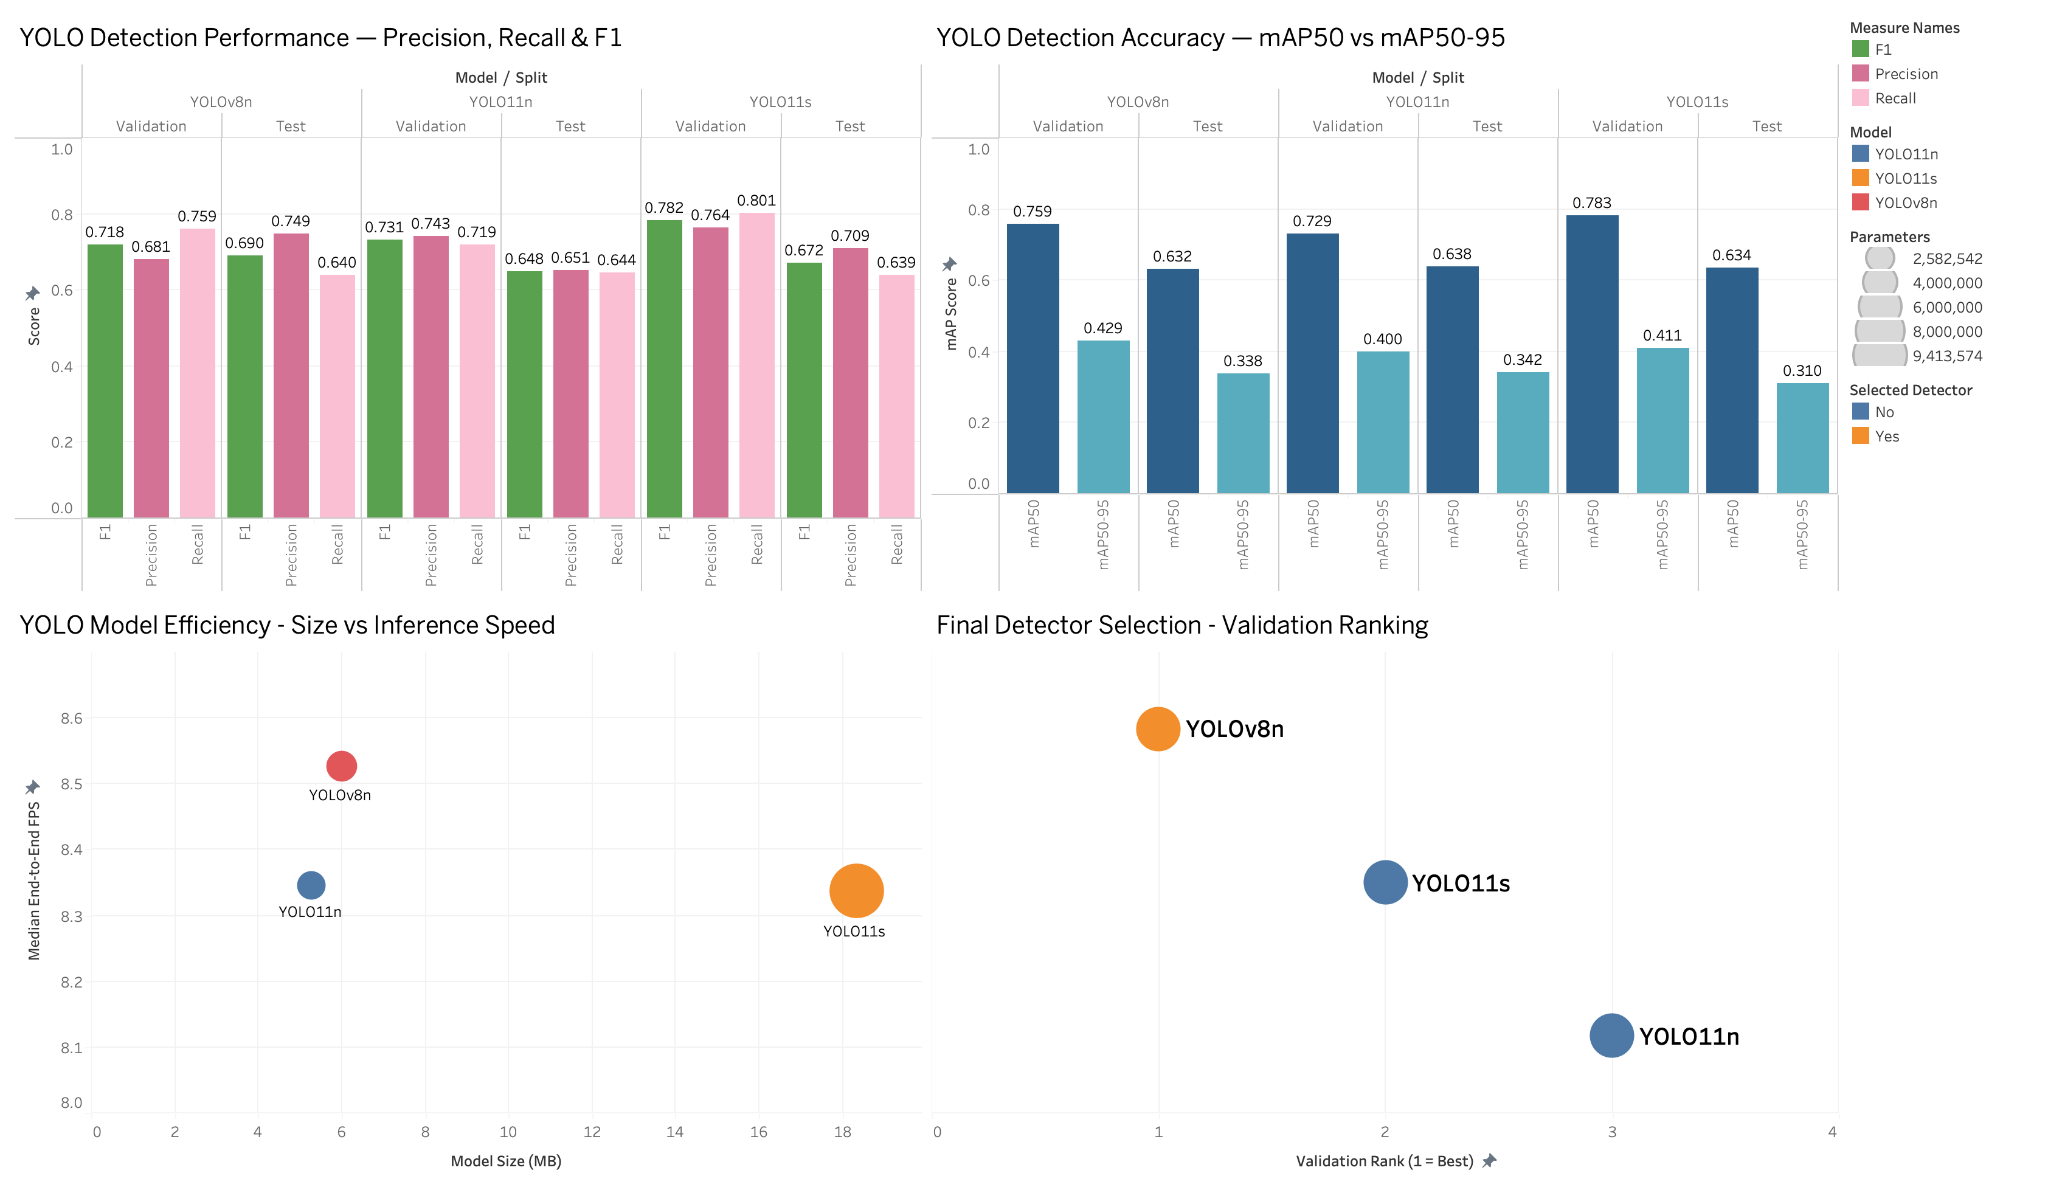 YOLO Detection Performance — Precision, Recall & F1
Model / Split
YOLOv8n YOLO11n YOLO11s
Validation Test Validation Test Validation Test
1.0
0.8
0.6
0.4
0.2
0.0
Score
0.718 0.681 0.759 0.690 0.749 0.640 0.731 0.743 0.719 0.648 0.651 0.644 0.782 0.764 0.801 0.672 0.709 0.639
F1 Precision Recall F1 Precision Recall F1 Precision Recall F1 Precision Recall F1 Precision Recall F1 Precision Recall
YOLO Detection Accuracy — mAP50 vs mAP50-95
Model / Split
YOLOv8n YOLO11n YOLO11s
Validation Test Validation Test Validation Test
1.0
0.8
0.6
0.4
0.2
0.0
mAP Score
0.759 0.429 0.632 0.338 0.729 0.400 0.638 0.342 0.783 0.411 0.634 0.310
mAP50 mAP50-95 mAP50 mAP50-95 mAP50 mAP50-95 mAP50 mAP50-95 mAP50 mAP50-95 mAP50 mAP50-95
Measure Names
F1
Precision
Recall
Model
YOLO11n
YOLO11s
YOLOv8n
Parameters
2,582,542
4,000,000
6,000,000
8,000,000
9,413,574
Selected Detector
No
Yes
YOLO Model Efficiency - Size vs Inference Speed
8.6
8.5
8.4
8.3
8.2
8.1
8.0
Median End-to-End FPS
YOLOv8n
YOLO11n
YOLO11s
0 2 4 6 8 10 12 14 16 18
Model Size (MB)
Final Detector Selection - Validation Ranking
YOLOv8n
YOLO11s
YOLO11n
0 1 2 3 4
Validation Rank (1 = Best)